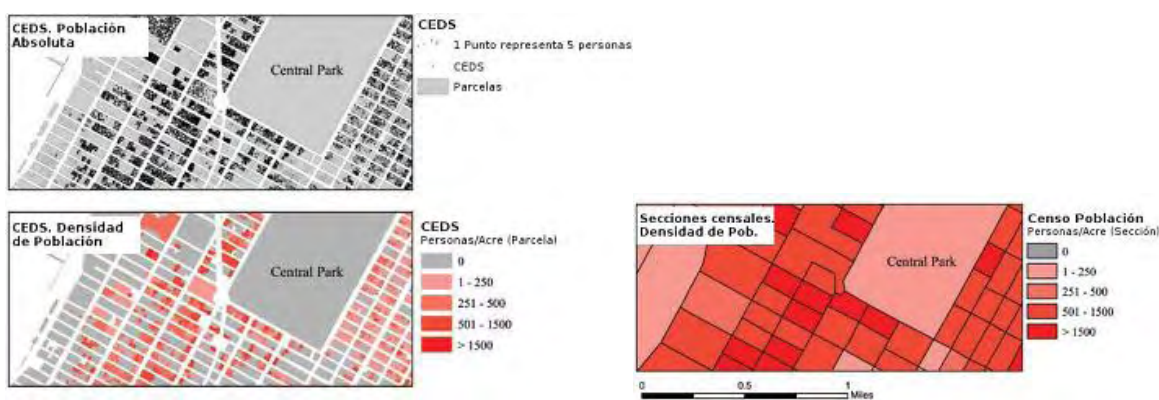 CEDS. Población
Absoluta
Central Park
CEDS
1 Punto representa 5 personas
CEDS
Parcelas
CEDS. Densidad
de Población
Central Park
CEDS
Personas/Acre (Parcela)
0
1 - 250
251 - 500
501 - 1500
> 1500
Secciones censales.
Densidad de Pob.
Central Park
Censo Población
Personas/Acre (Sección)
0
1 - 250
251 - 500
501 - 1500
> 1500
0 0.5 1
Miles